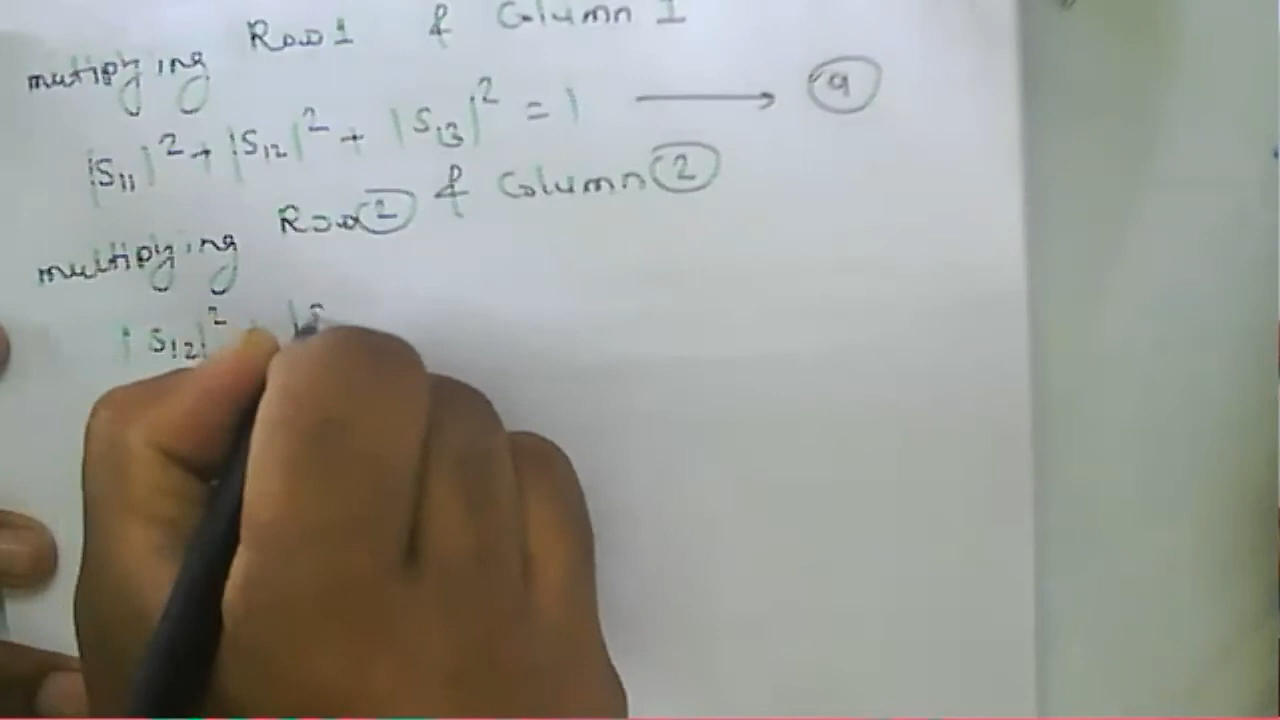 mutiplying Row 1 & Column 1
|S₁₁|² + |S₁₂|² + |S₁₃|² = 1 ⟶ 9
multiplying Row 2 & Column 2
|S₁₂|² + |S